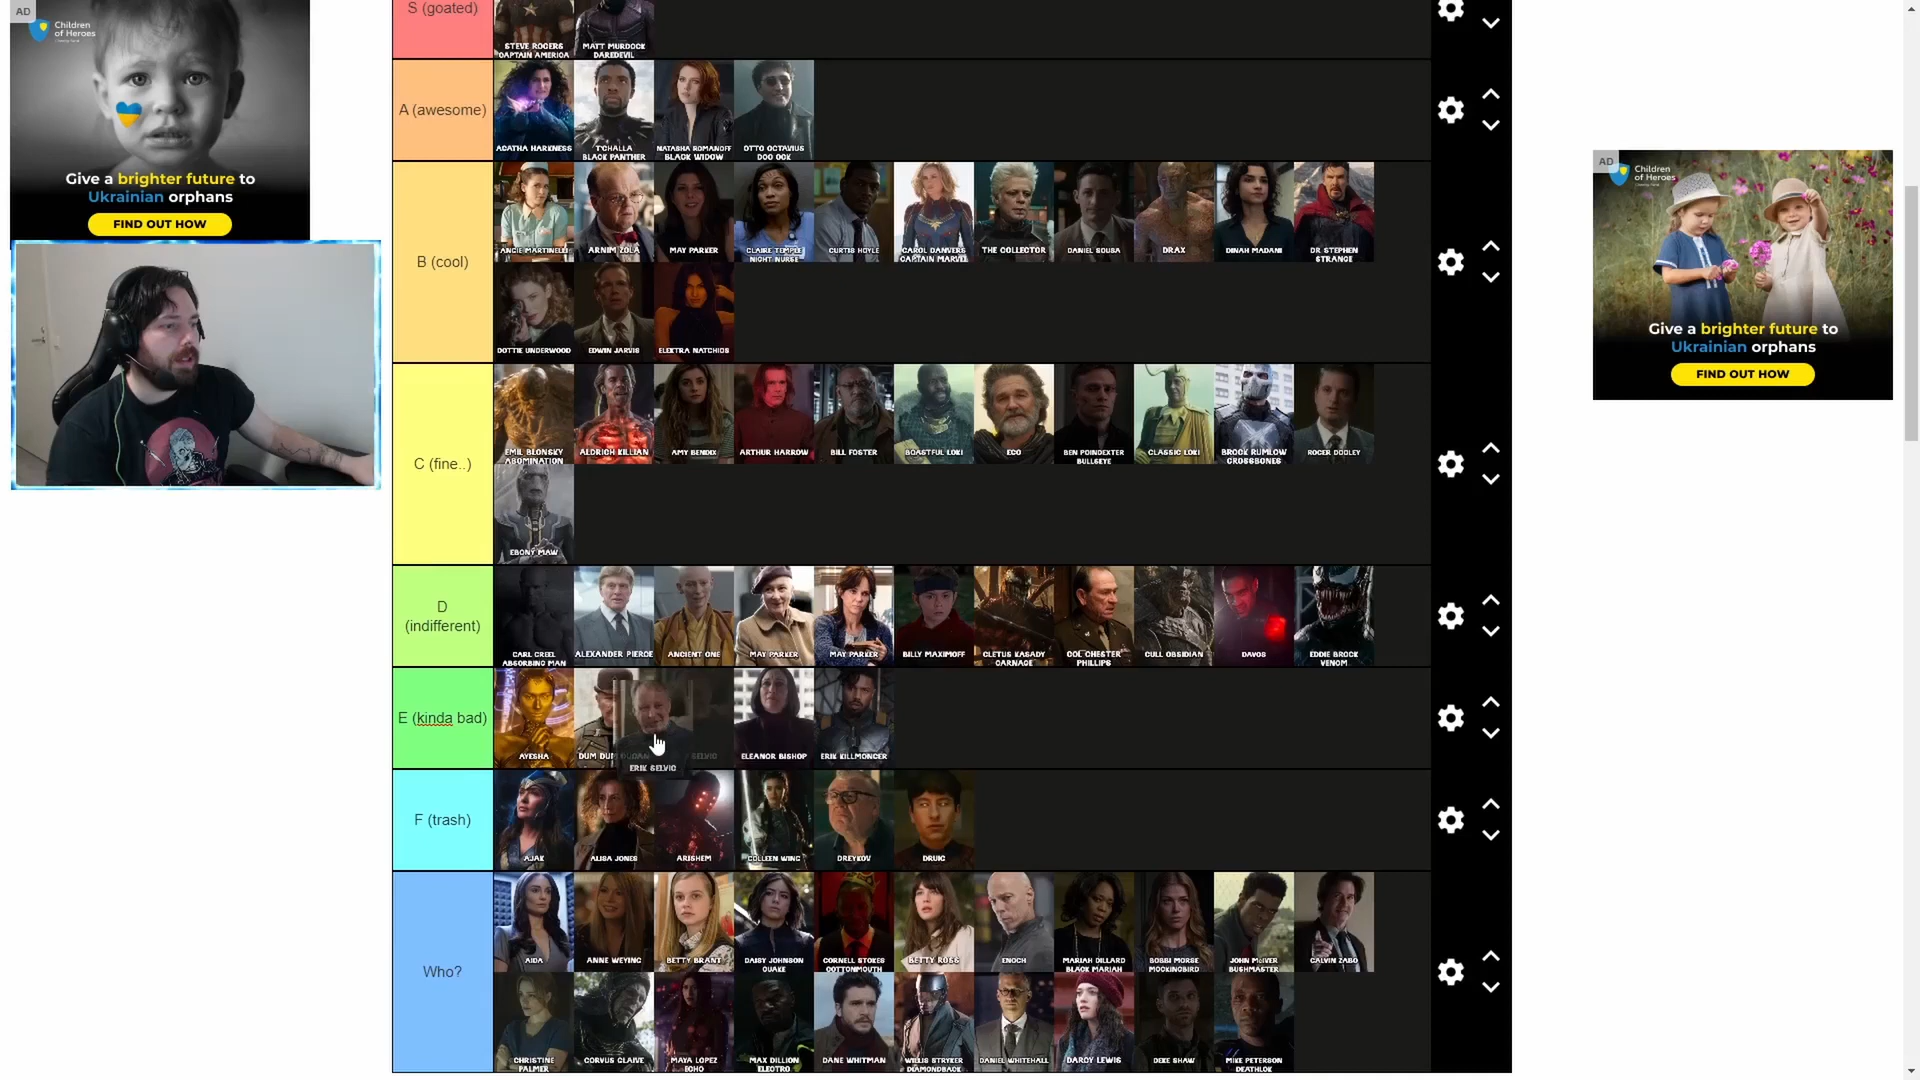 AD
Children
of Heroes
Give a brighter future to
Ukrainian orphans
FIND OUT HOW
S (goated)
STEVE ROGERS
CAPTAIN AMERICA
MATT MURDOCK
DAREDEVIL
A (awesome)
AGATHA HARKNESS
T'CHALLA
BLACK PANTHER
NATASHA ROMANOFF
BLACK WIDOW
OTTO OCTAVIUS
DOC OCK
B (cool)
ANGIE MARTINELLI
ARNIM ZOLA
MAY PARKER
CLAIRE TEMPLE
NIGHT NURSE
CURTIS HOYLE
CAROL DANVERS
CAPTAIN MARVEL
THE COLLECTOR
DANIEL SOUSA
DRAX
DINAH MADANI
DR STEPHEN
STRANGE
DOTTIE UNDERWOOD
EDWIN JARVIS
ELEKTRA NATCHIOS
C (fine..)
EMIL BLONSKY
ABOMINATION
ALDRICH KILLIAN
AMY BENDIX
ARTHUR HARROW
BILL FOSTER
BOASTFUL LOKI
EGO
BEN POINDEXTER
BULLSEYE
CLASSIC LOKI
BROCK RUMLOW
CROSSBONES
ROGER DOOLEY
EBONY MAW
D
(indifferent)
CARL CREEL
ABSORBING MAN
ALEXANDER PIERCE
ANCIENT ONE
MAY PARKER
MAY PARKER
BILLY MAXIMOFF
CLETUS KASADY
CARNAGE
COL CHESTER
PHILLIPS
CULL OBSIDIAN
DAVOS
EDDIE BROCK
VENOM
E (kinda bad)
AYESHA
DUM DUM DUGAN
SELVIG
ERIK SELVIG
ELEANOR BISHOP
ERIK KILLMONGER
F (trash)
AJAK
ALISA JONES
ARISHEM
COLLEEN WING
DREYKOV
DRUIG
Who?
AIDA
ANNE WEYING
BETTY BRANT
DAISY JOHNSON
QUAKE
CORNELL STOKES
COTTONMOUTH
BETTY ROSS
ENOCH
MARIAH DILLARD
BLACK MARIAH
BOBBI MORSE
MOCKINGBIRD
JOHN MCIVER
BUSHMASTER
CALVIN ZABO
CHRISTINE
PALMER
CORVUS GLAIVE
MAYA LOPEZ
ECHO
MAX DILLION
ELECTRO
DANE WHITMAN
WILLIS STRYKER
DIAMONDBACK
DANIEL WHITEHALL
DARCY LEWIS
DEKE SHAW
MIKE PETERSON
DEATHLOK
AD
Children
of Heroes
Give a brighter future to
Ukrainian orphans
FIND OUT HOW